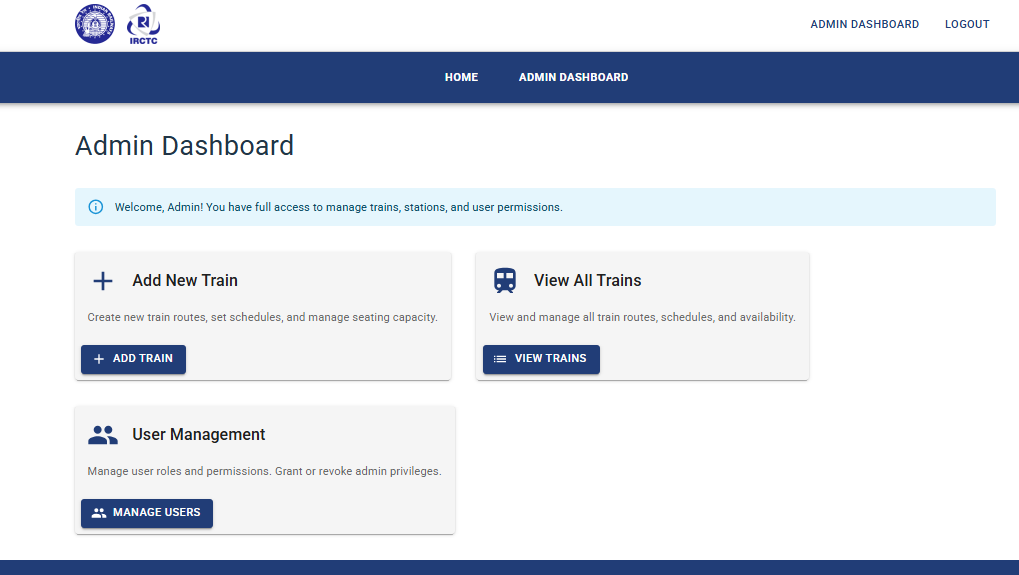 IRCTC
ADMIN DASHBOARD
LOGOUT
HOME
ADMIN DASHBOARD
Admin Dashboard
Welcome, Admin! You have full access to manage trains, stations, and user permissions.
Add New Train
Create new train routes, set schedules, and manage seating capacity.
ADD TRAIN
View All Trains
View and manage all train routes, schedules, and availability.
VIEW TRAINS
User Management
Manage user roles and permissions. Grant or revoke admin privileges.
MANAGE USERS